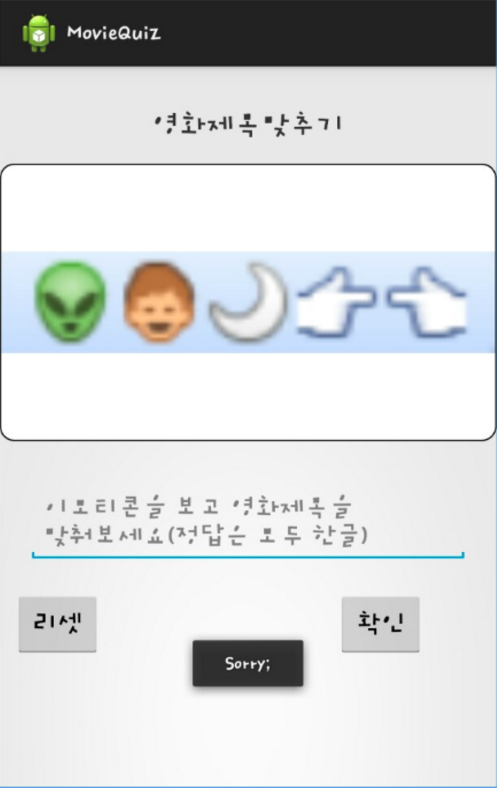 MovieQuiz
영화제목맞추기
이모티콘을 보고 영화제목을
맞춰보세요(정답은 모두 한글)
리셋
확인
Sorry;